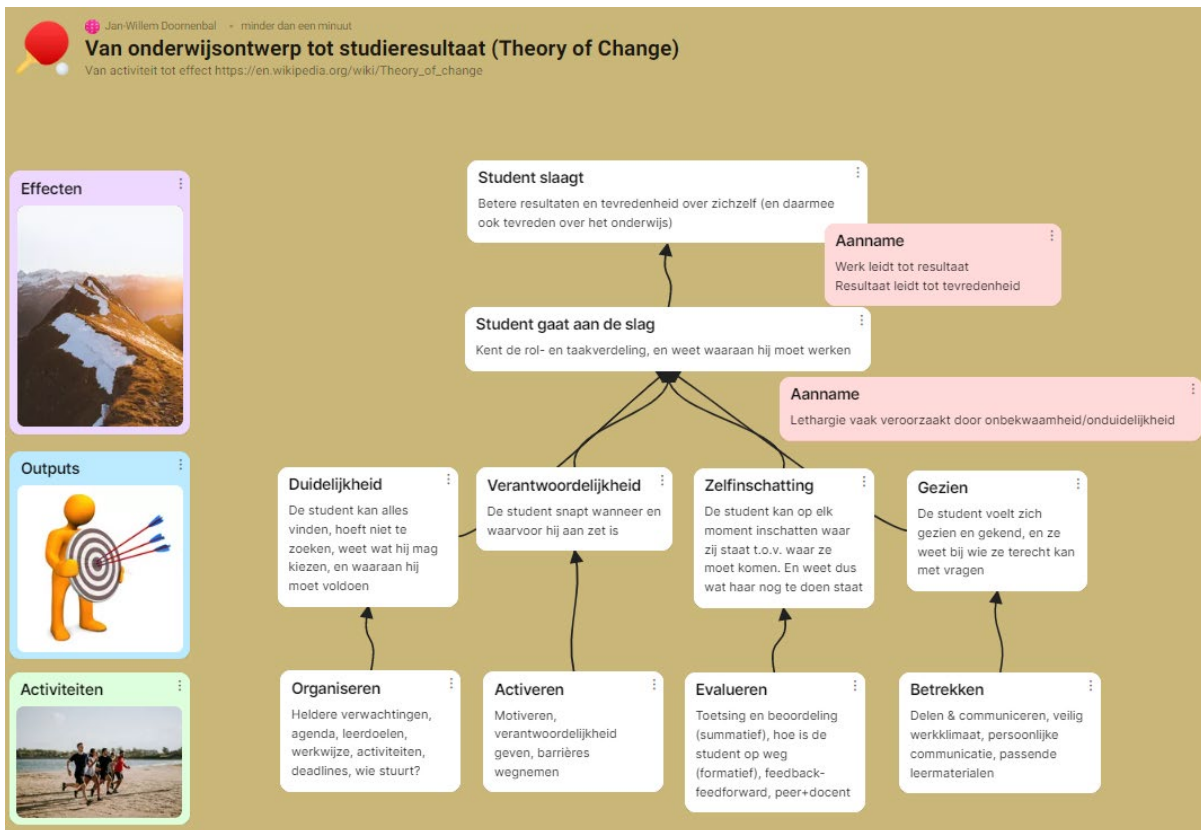 Jan-Willem Doornenbal • minder dan een minuut
Van onderwijsontwerp tot studieresultaat (Theory of Change)
Van activiteit tot effect https://en.wikipedia.org/wiki/Theory_of_change
Effecten
Student slaagt
Betere resultaten en tevredenheid over zichzelf (en daarmee
ook tevreden over het onderwijs)
Aanname
Werk leidt tot resultaat
Resultaat leidt tot tevredenheid
Student gaat aan de slag
Kent de rol- en taakverdeling, en weet waaraan hij moet werken
Aanname
Lethargie vaak veroorzaakt door onbekwaamheid/onduidelijkheid
Outputs
Duidelijkheid
De student kan alles
vinden, hoeft niet te
zoeken, weet wat hij mag
kiezen, en waaraan hij
moet voldoen
Verantwoordelijkheid
De student snapt wanneer en
waarvoor hij aan zet is
Zelfinschatting
De student kan op elk
moment inschatten waar
zij staat t.o.v. waar ze
moet komen. En weet dus
wat haar nog te doen staat
Gezien
De student voelt zich
gezien en gekend, en ze
weet bij wie ze terecht kan
met vragen
Activiteiten
Organiseren
Heldere verwachtingen,
agenda, leerdoelen,
werkwijze, activiteiten,
deadlines, wie stuurt?
Activeren
Motiveren,
verantwoordelijkheid
geven, barrières
wegnemen
Evalueren
Toetsing en beoordeling
(summatief), hoe is de
student op weg
(formatief), feedback-
feedforward, peer+docent
Betrekken
Delen & communiceren, veilig
werkklimaat, persoonlijke
communicatie, passende
leermaterialen